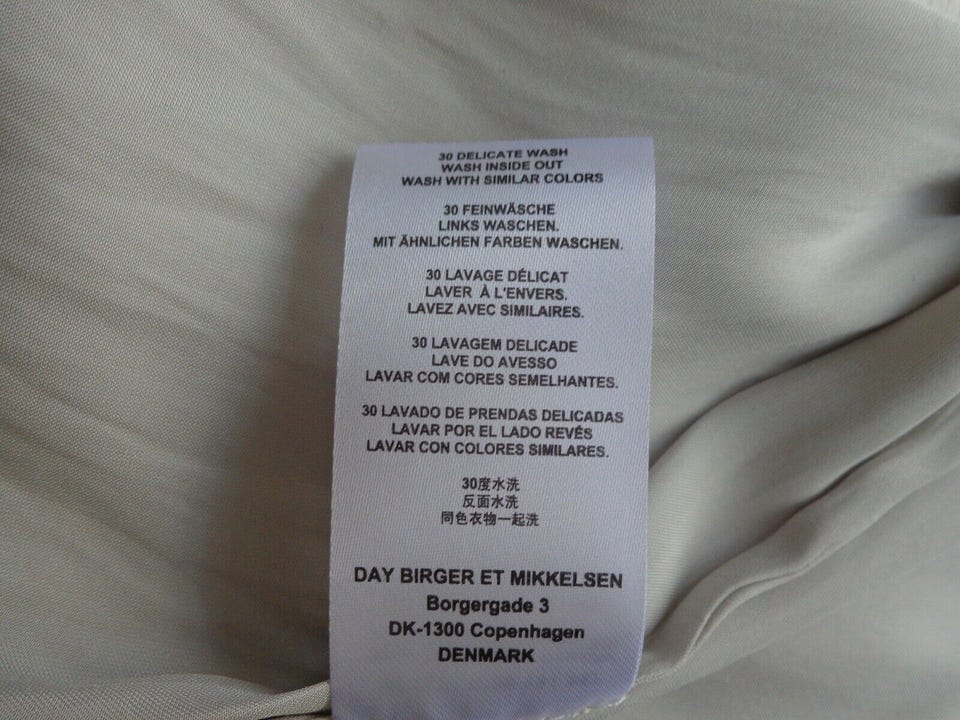 30 DELICATE WASH
WASH INSIDE OUT
WASH WITH SIMILAR COLORS
30 FEINWÄSCHE
LINKS WASCHEN.
MIT ÄHNLICHEN FARBEN WASCHEN.
30 LAVAGE DÉLICAT
LAVER À L'ENVERS.
LAVEZ AVEC SIMILAIRES.
30 LAVAGEM DELICADE
LAVE DO AVESSO
LAVAR COM CORES SEMELHANTES.
30 LAVADO DE PRENDAS DELICADAS
LAVAR POR EL LADO REVÉS
LAVAR CON COLORES SIMILARES.
30度水洗
反面水洗
同色衣物一起洗
DAY BIRGER ET MIKKELSEN
Borgergade 3
DK-1300 Copenhagen
DENMARK